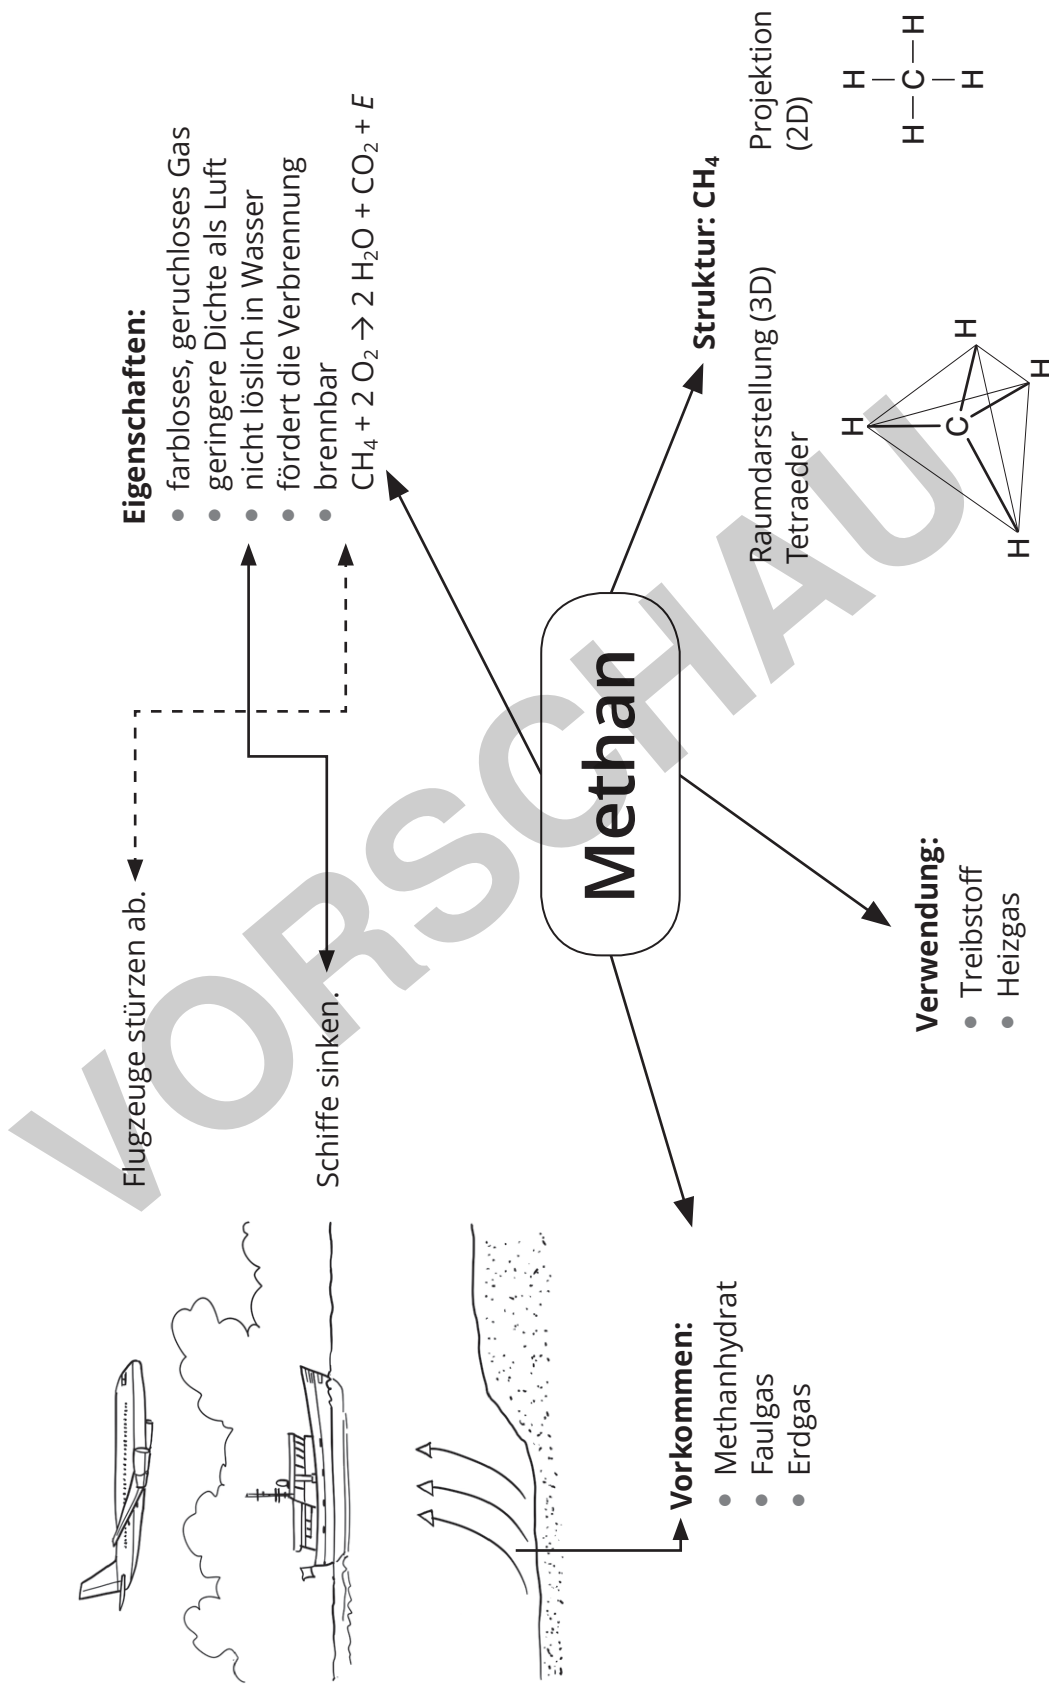 Flugzeuge stürzen ab.
Schiffe sinken.
Eigenschaften:
• farbloses, geruchloses Gas
• geringere Dichte als Luft
• nicht löslich in Wasser
• fördert die Verbrennung
• brennbar
CH₄ + 2 O₂ → 2 H₂O + CO₂ + E
Methan
Vorkommen:
• Methanhydrat
• Faulgas
• Erdgas
Verwendung:
• Treibstoff
• Heizgas
Struktur: CH₄
Raumdarstellung (3D)
Tetraeder
H
C
H
H
H
Projektion
(2D)
H
H — C — H
H
VORSCHAU